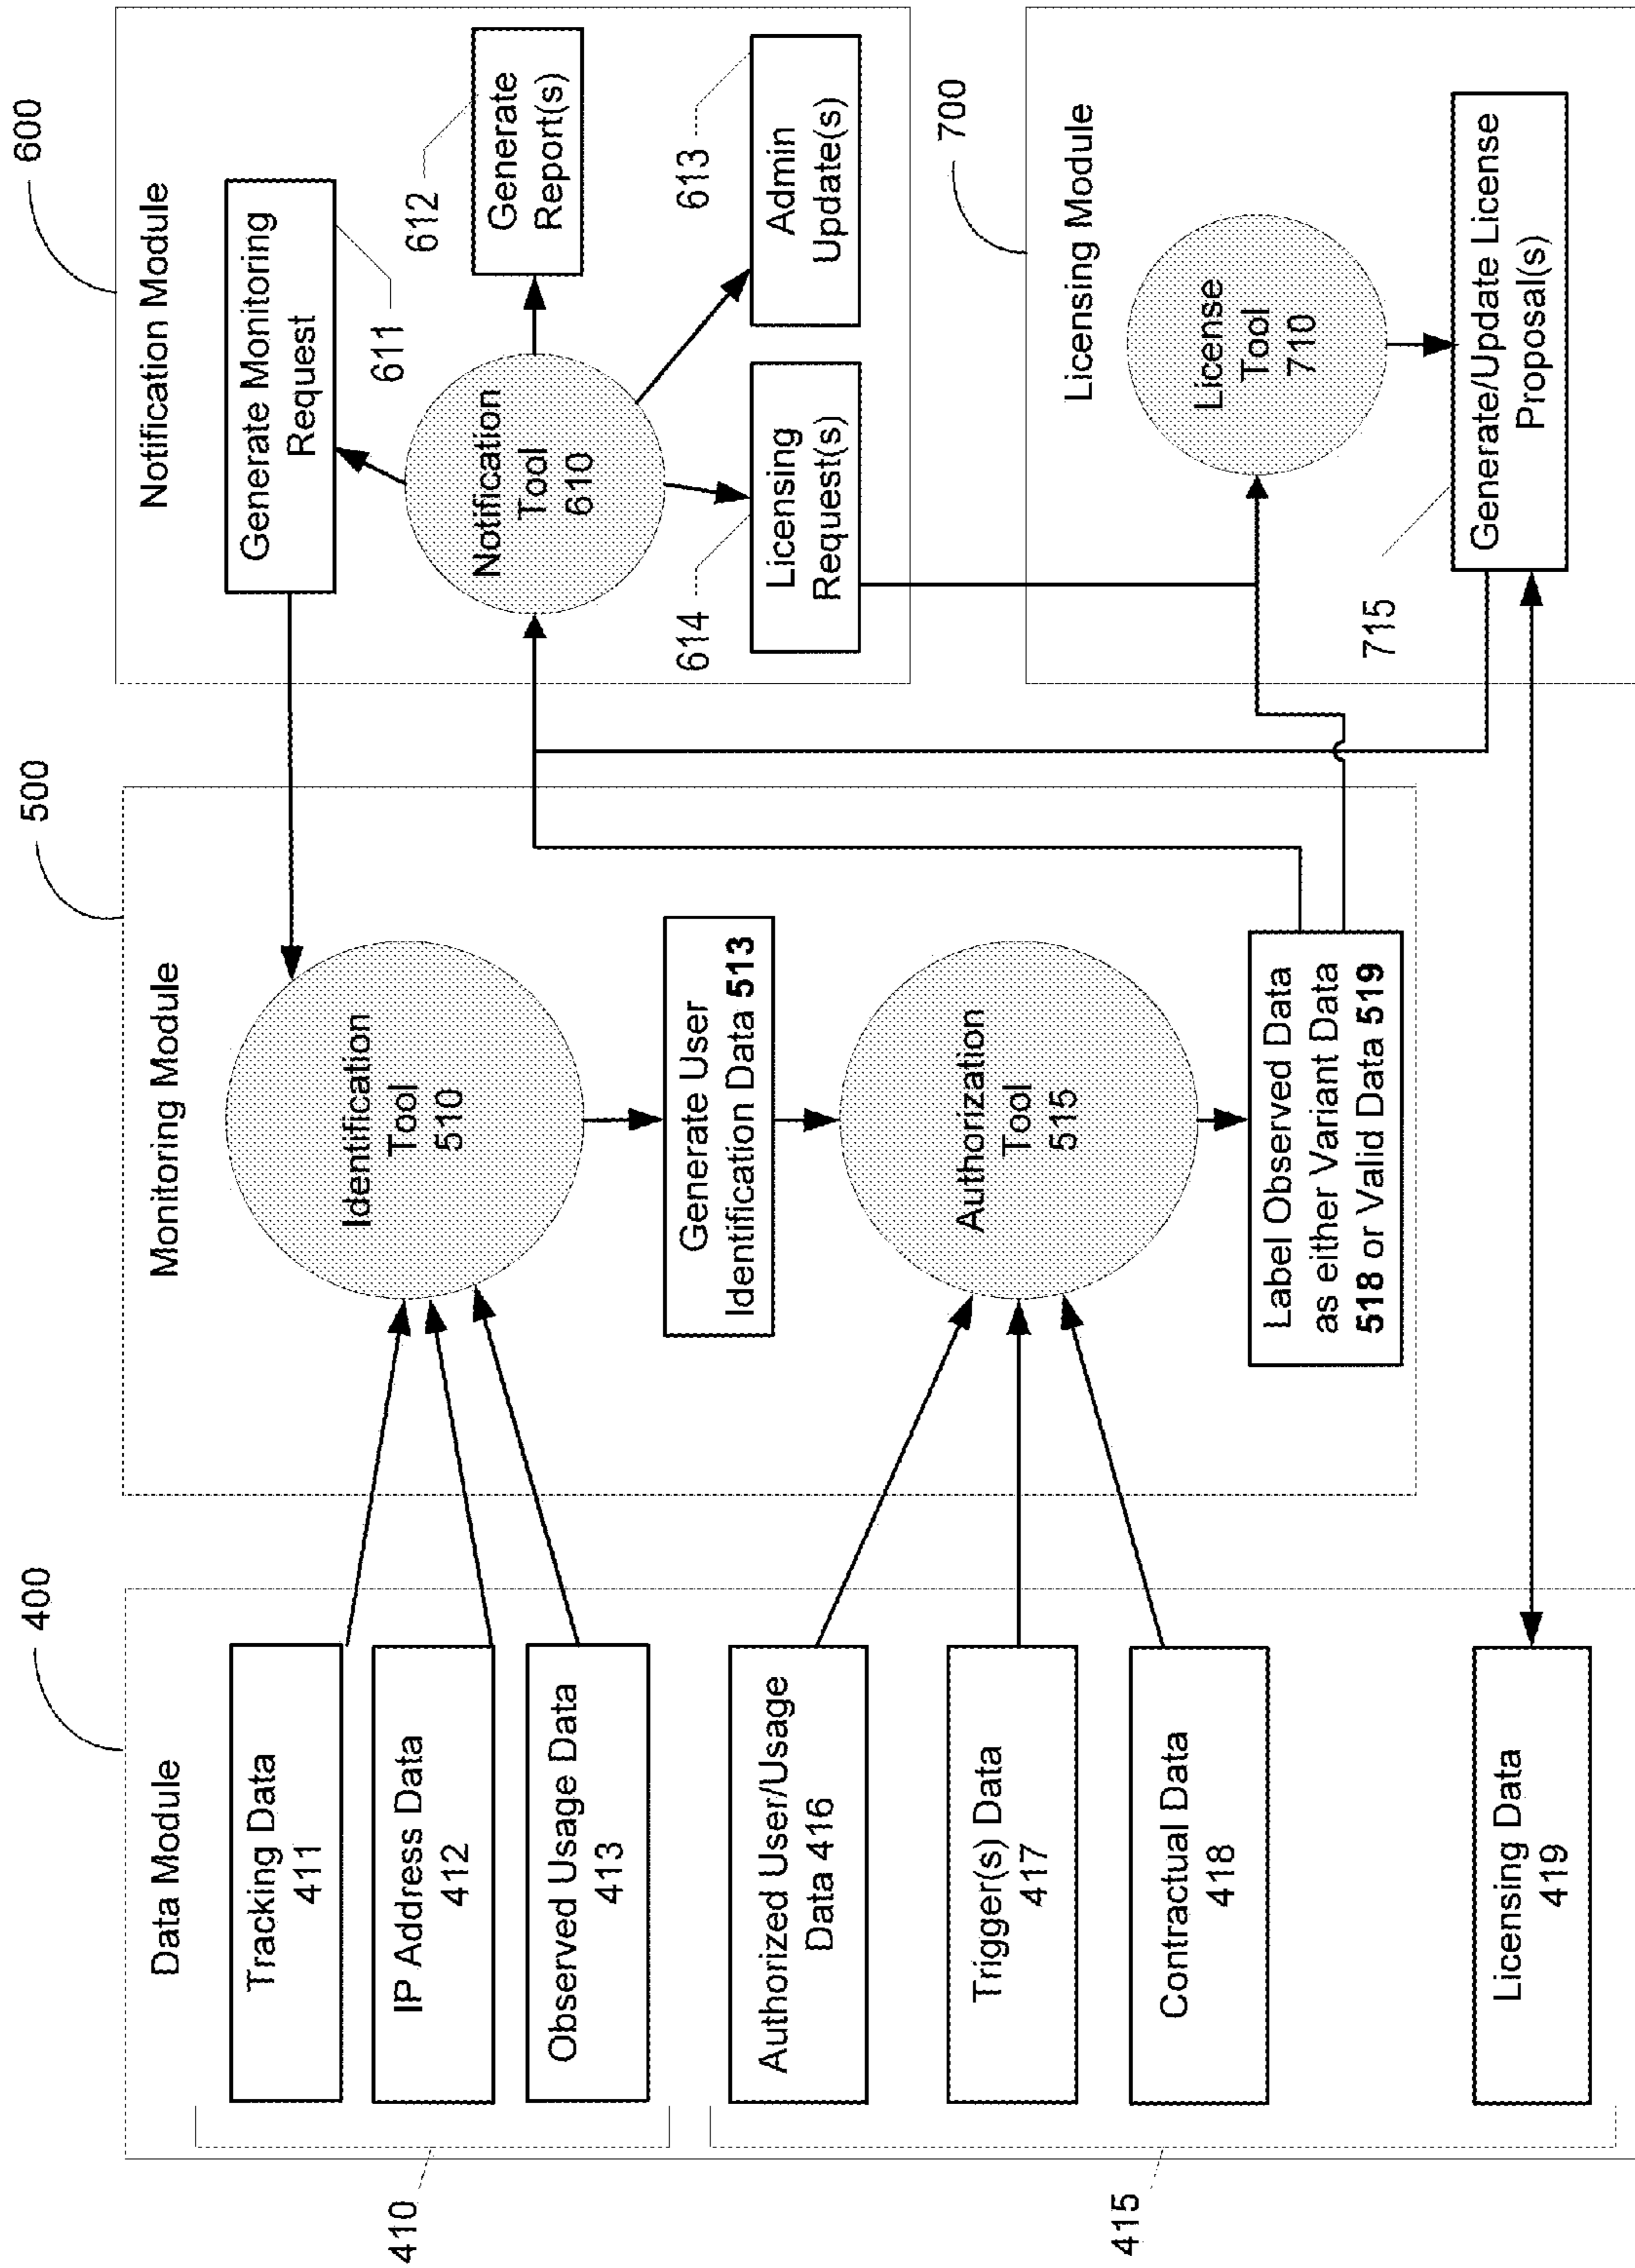 400
Data Module
Tracking Data
411
IP Address Data
412
Observed Usage Data
413
410
Authorized User/Usage
Data 416
Trigger(s) Data
417
Contractual Data
418
Licensing Data
419
415
500
Monitoring Module
Identification
Tool
510
Generate User
Identification Data 513
Authorization
Tool
515
Label Observed Data
as either Variant Data
518 or Valid Data 519
600
Notification Module
Generate Monitoring
Request
611
Notification
Tool
610
612
Generate
Report(s)
613
Admin
Update(s)
614
Licensing
Request(s)
700
Licensing Module
License
Tool
710
715
Generate/Update License
Proposal(s)